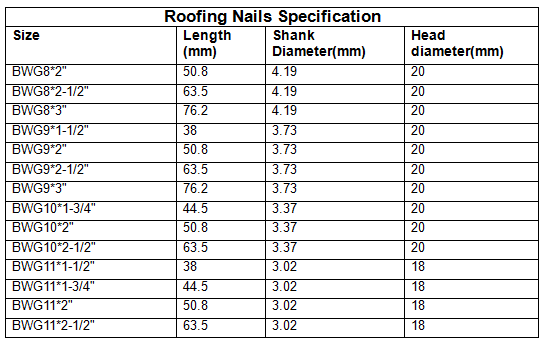 Roofing Nails Specification
Size Length (mm) Shank Diameter(mm) Head diameter(mm)
BWG8*2" 50.8 4.19 20
BWG8*2-1/2" 63.5 4.19 20
BWG8*3" 76.2 4.19 20
BWG9*1-1/2" 38 3.73 20
BWG9*2" 50.8 3.73 20
BWG9*2-1/2" 63.5 3.73 20
BWG9*3" 76.2 3.73 20
BWG10*1-3/4" 44.5 3.37 20
BWG10*2" 50.8 3.37 20
BWG10*2-1/2" 63.5 3.37 20
BWG11*1-1/2" 38 3.02 18
BWG11*1-3/4" 44.5 3.02 18
BWG11*2" 50.8 3.02 18
BWG11*2-1/2" 63.5 3.02 18